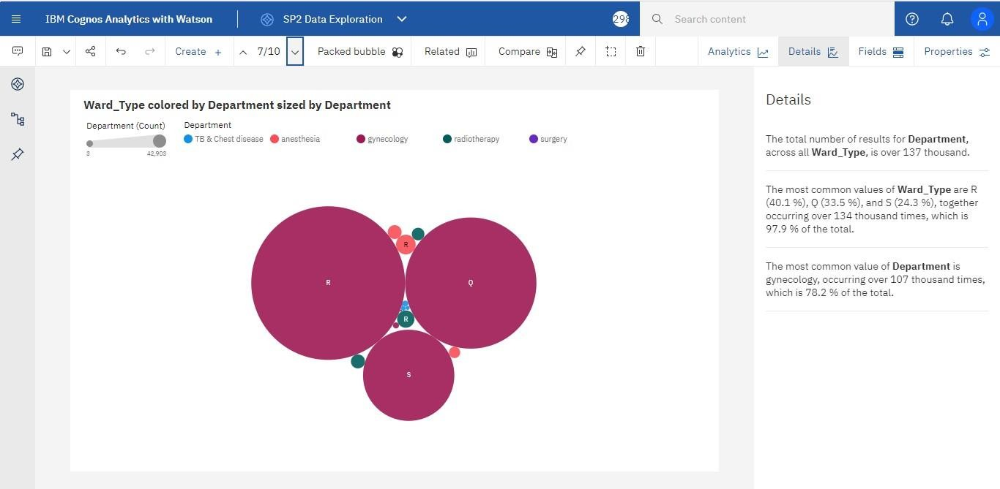 IBM Cognos Analytics with Watson
SP2 Data Exploration
298
Search content
Create +
7/10
Packed bubble
Related
Compare
Analytics
Details
Fields
Properties
Ward_Type colored by Department sized by Department
Department (Count)
3
42,903
Department
TB & Chest disease
anesthesia
gynecology
radiotherapy
surgery
R
R
Q
R
S
Details
The total number of results for Department,
across all Ward_Type, is over 137 thousand.
The most common values of Ward_Type are R
(40.1 %), Q (33.5 %), and S (24.3 %), together
occurring over 134 thousand times, which is
97.9 % of the total.
The most common value of Department is
gynecology, occurring over 107 thousand times,
which is 78.2 % of the total.